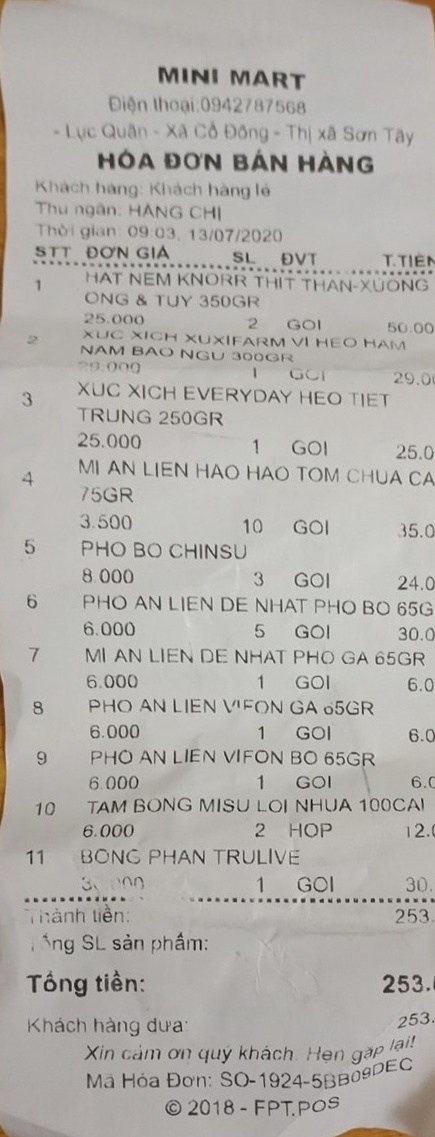 MINI MART
Điện thoại:0942787568
- Lục Quân - Xã Cổ Đông - Thị xã Sơn Tây
HÓA ĐƠN BÁN HÀNG
Khách hàng: Khách hàng lẻ
Thu ngân: HẰNG CHỊ
Thời gian: 09:03, 13/07/2020
STT ĐƠN GIÁ SL ĐVT T.TIỀN
1 HAT NEM KNORR THIT THAN-XUONG
ONG & TUY 350GR
25.000 2 GOI 50.00
2 XUC XICH XUXIFARM VI HEO HAM
NAM BAO NGU 300GR
29.000 1 GOI 29.0
3 XUC XICH EVERYDAY HEO TIET
TRUNG 250GR
25.000 1 GOI 25.0
4 MI AN LIEN HAO HAO TOM CHUA CA
75GR
3.500 10 GOI 35.0
5 PHO BO CHINSU
8.000 3 GOI 24.0
6 PHO AN LIEN DE NHAT PHO BO 65G
6.000 5 GOI 30.0
7 MI AN LIEN DE NHAT PHO GA 65GR
6.000 1 GOI 6.0
8 PHO AN LIEN VIFON GA 65GR
6.000 1 GOI 6.0
9 PHO AN LIEN VIFON BO 65GR
6.000 1 GOI 6.0
10 TAM BONG MISU LOI NHUA 100CAI
6.000 2 HOP 12.0
11 BONG PHAN TRULIVE
1 GOI 30.
Thành tiền: 253.
Tổng SL sản phẩm:
Tổng tiền: 253.
Khách hàng đưa: 253.
Xin cảm ơn quý khách. Hẹn gặp lại!
Mã Hóa Đơn: SO-1924-5BB09DEC
© 2018 - FPT.POS